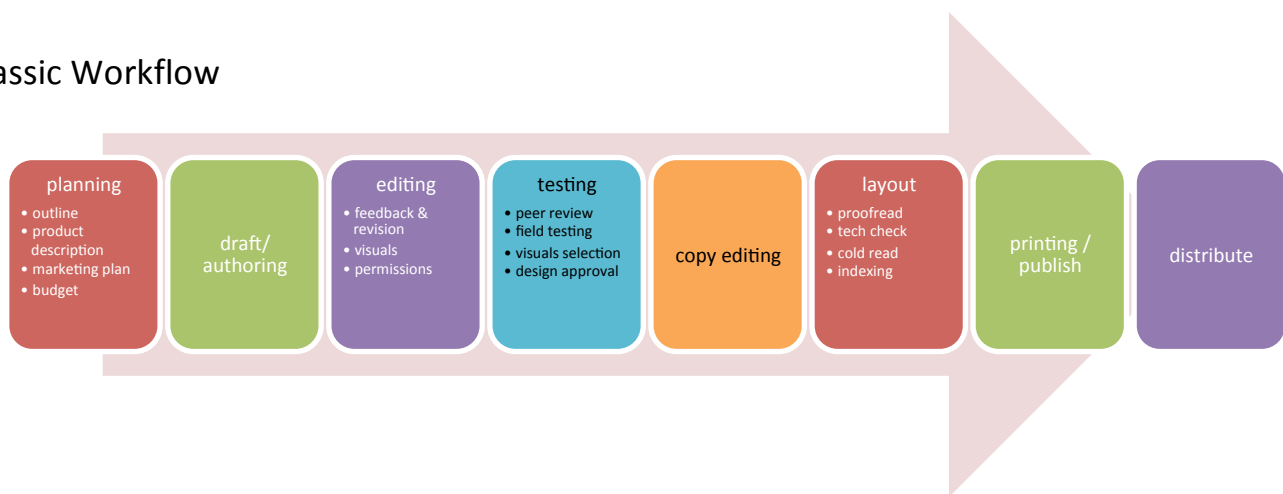 assic Workflow
planning
• outline
• product
description
• marketing plan
• budget
draft/
authoring
editing
• feedback &
revision
• visuals
• permissions
testing
• peer review
• field testing
• visuals selection
• design approval
copy editing
layout
• proofread
• tech check
• cold read
• indexing
printing /
publish
distribute